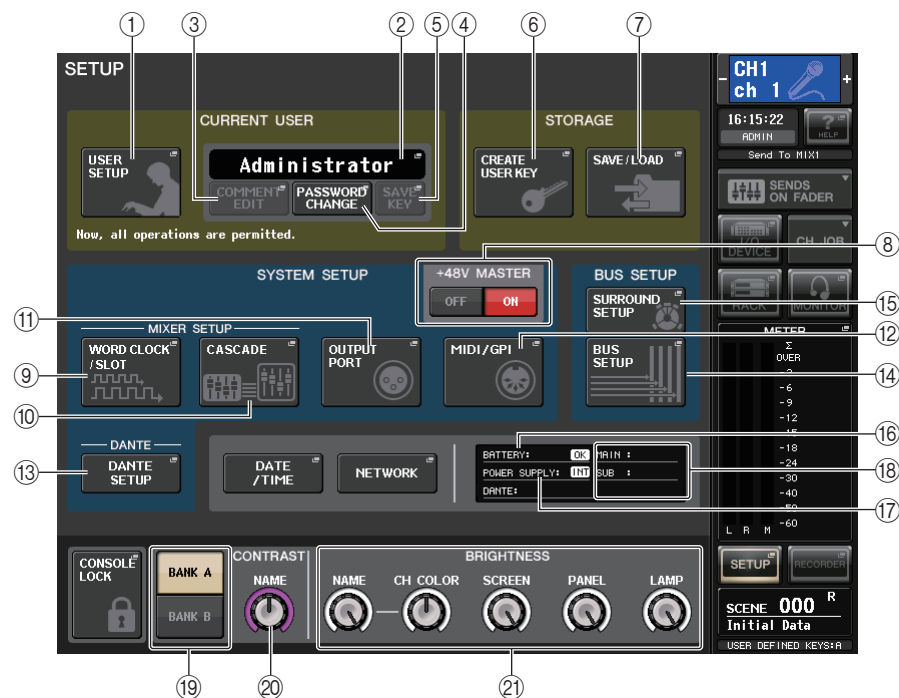 ① ③ ② ④ ⑤ ⑥ ⑦
SETUP
CH1
ch 1
- +
16:15:22
ADMIN
?
HELP
Send To MIX1
CURRENT USER
STORAGE
USER
SETUP
Administrator
COMMENT
EDIT
PASSWORD
CHANGE
SAVE
KEY
CREATE
USER KEY
SAVE/LOAD
Now, all operations are permitted.
SENDS
ON FADER
I/O
DEVICE
CH JOB
RACK
MONITOR
⑧
SYSTEM SETUP
+48V MASTER
OFF
ON
BUS SETUP
SURROUND
SETUP
⑮
⑪
MIXER SETUP
⑫
WORD CLOCK
/SLOT
CASCADE
OUTPUT
PORT
MIDI/GPI
BUS
SETUP
⑨
⑩
⑭
METER
Σ
OVER
-3
-6
-9
-12
-15
-18
-24
-30
-40
-50
-60
L R M
DANTE
⑬
DANTE
SETUP
DATE
/TIME
NETWORK
BATTERY: OK MAIN :
POWER SUPPLY: INT SUB :
DANTE:
⑯
⑱
⑰
CONSOLE
LOCK
BANK A
BANK B
CONTRAST
NAME
BRIGHTNESS
NAME CH COLOR SCREEN PANEL LAMP
SETUP
RECORDER
SCENE 000 R
Initial Data
USER DEFINED KEYS:A
⑲ ⑳ ㉑